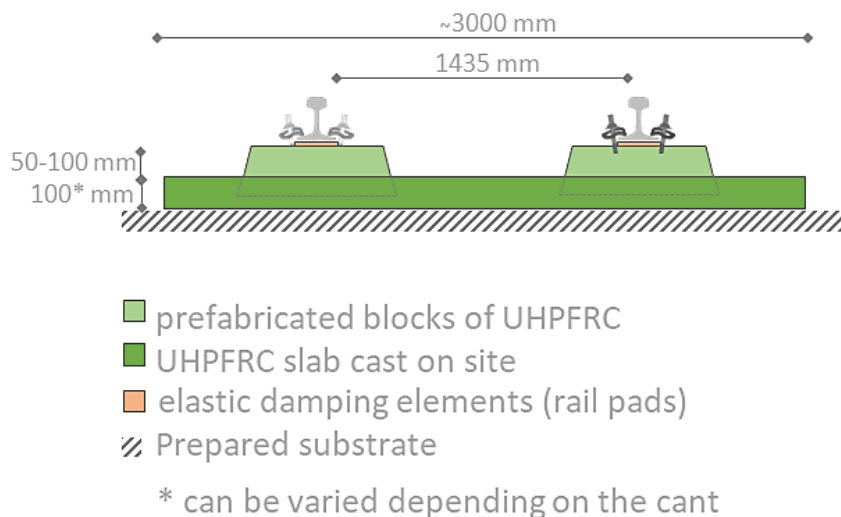 ~3000 mm
1435 mm
50-100 mm
100* mm
prefabricated blocks of UHPFRC
UHPFRC slab cast on site
elastic damping elements (rail pads)
Prepared substrate
* can be varied depending on the cant